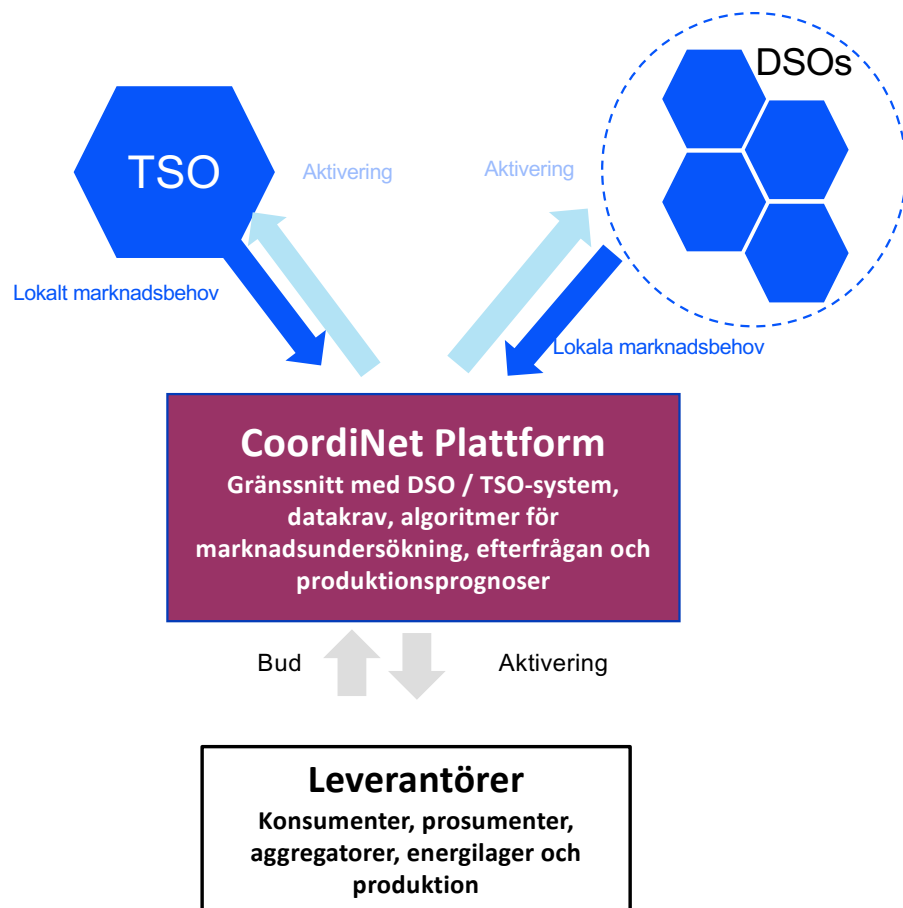 DSOs
TSO
Aktivering
Aktivering
Lokalt marknadsbehov
Lokala marknadsbehov
CoordiNet Plattform
Gränssnitt med DSO / TSO-system,
datakrav, algoritmer för
marknadsundersökning, efterfrågan och
produktionsprognoser
Bud
Aktivering
Leverantörer
Konsumenter, prosumenter,
aggregatorer, energilager och
produktion